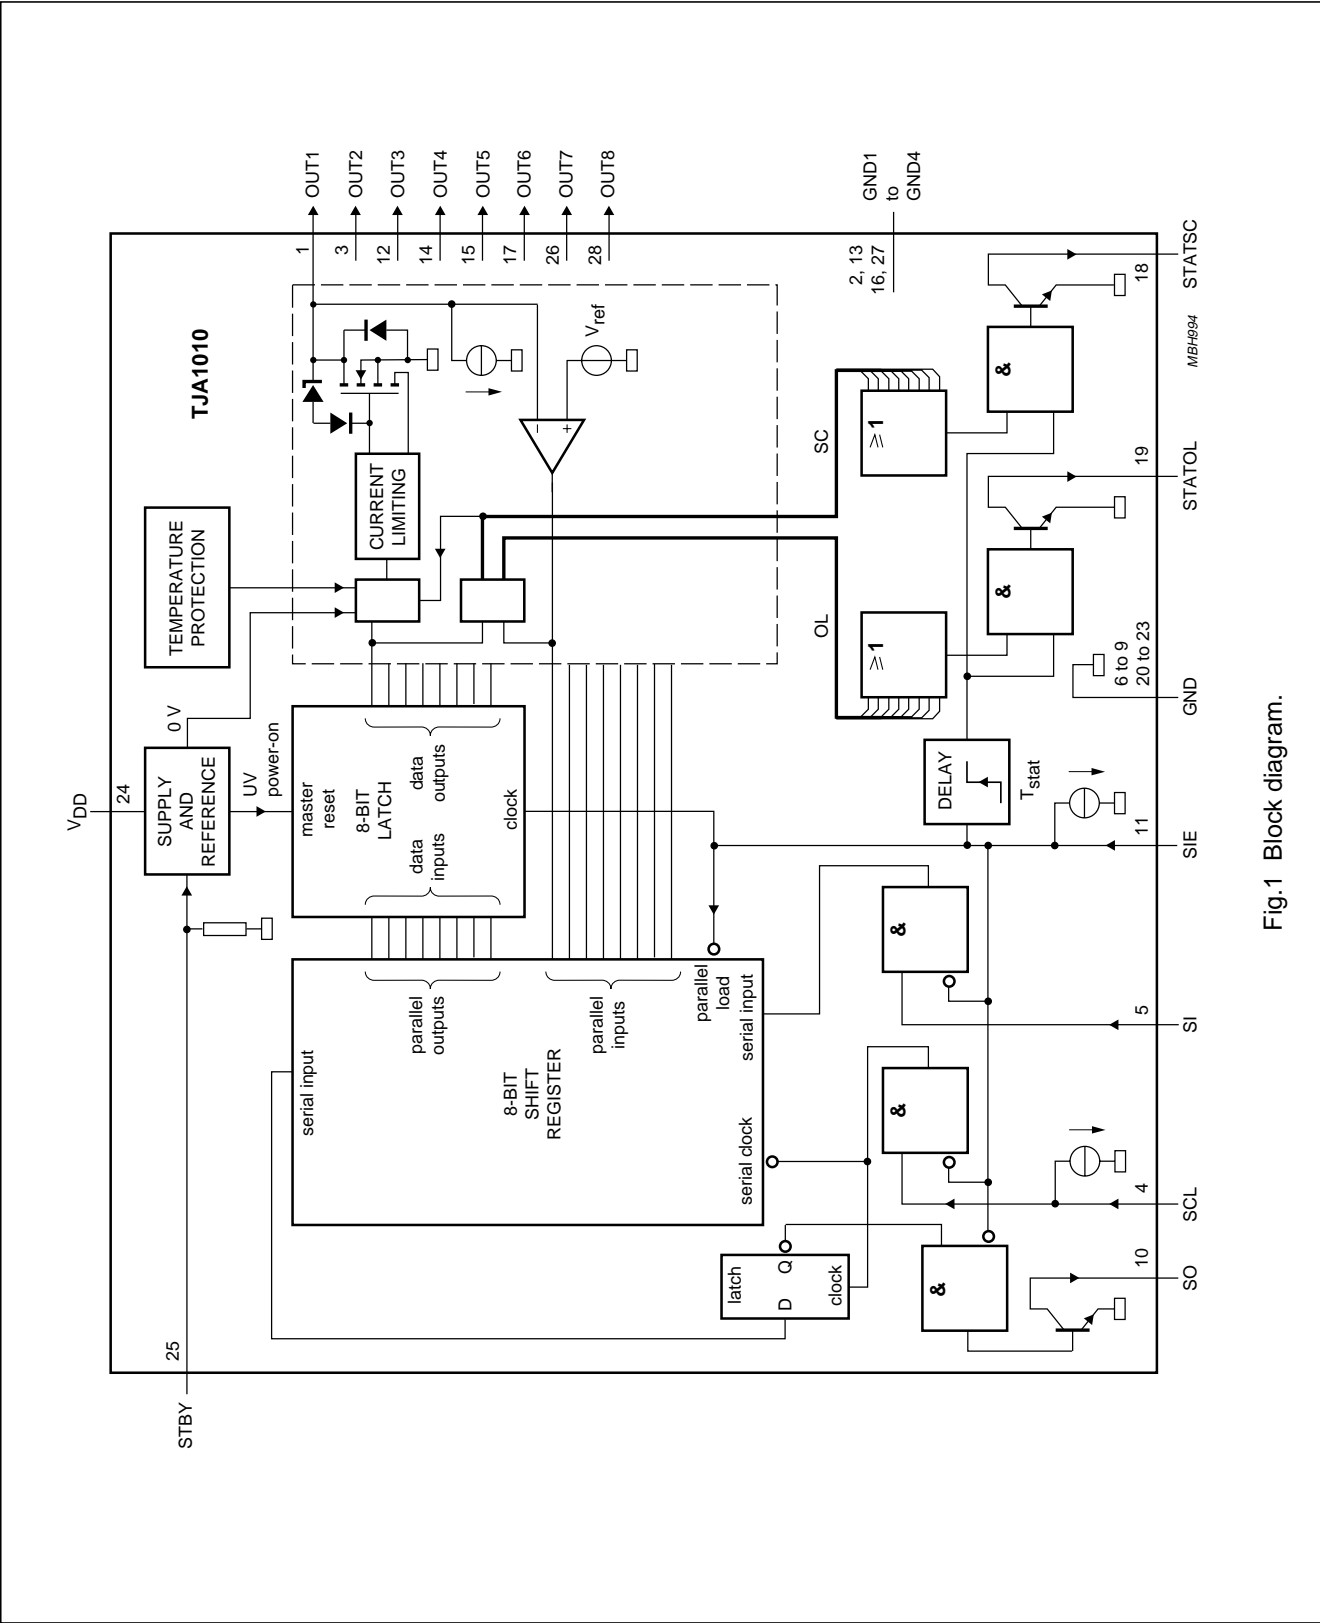 TJA1010
VDD
24
STBY
25
SUPPLY
AND
REFERENCE
0 V
UV
power-on
TEMPERATURE
PROTECTION
serial input
parallel
outputs
8-BIT
SHIFT
REGISTER
parallel
inputs
parallel
load
serial clock
serial input
master
reset
8-BIT
LATCH
data
inputs
data
outputs
clock
CURRENT
LIMITING
Vref
−
+
1
OUT1
3
OUT2
12
OUT3
14
OUT4
15
OUT5
17
OUT6
26
OUT7
28
OUT8
2, 13
16, 27
GND1
to
GND4
latch
D
Q
clock
&
&
&
DELAY
Tstat
OL
≥ 1
SC
≥ 1
&
&
10
SO
4
SCL
5
SI
11
SIE
6 to 9
20 to 23
GND
19
STATOL
18
STATSC
MBH994
Fig.1 Block diagram.